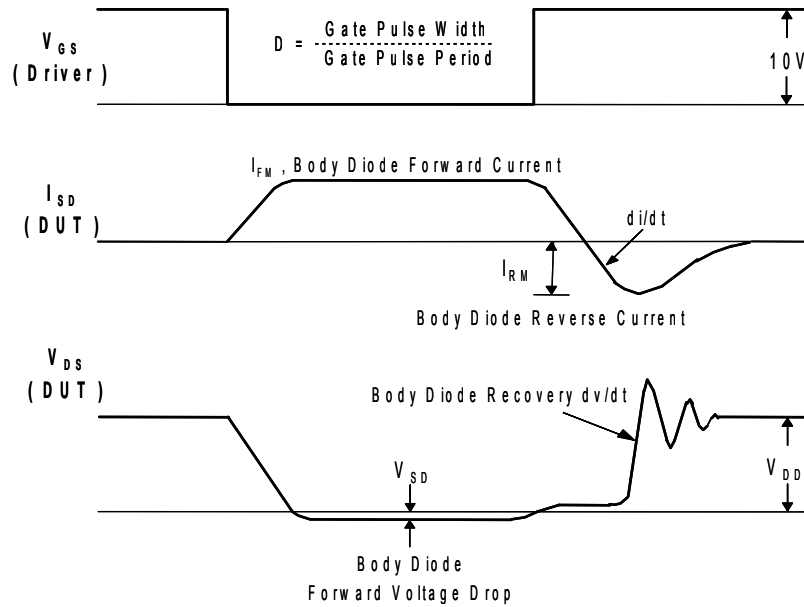 V_GS
(Driver)
D = Gate Pulse Width
Gate Pulse Period
10V
I_FM , Body Diode Forward Current
I_SD
(DUT)
di/dt
I_RM
Body Diode Reverse Current
V_DS
(DUT)
Body Diode Recovery dv/dt
V_SD
V_DD
Body Diode
Forward Voltage Drop